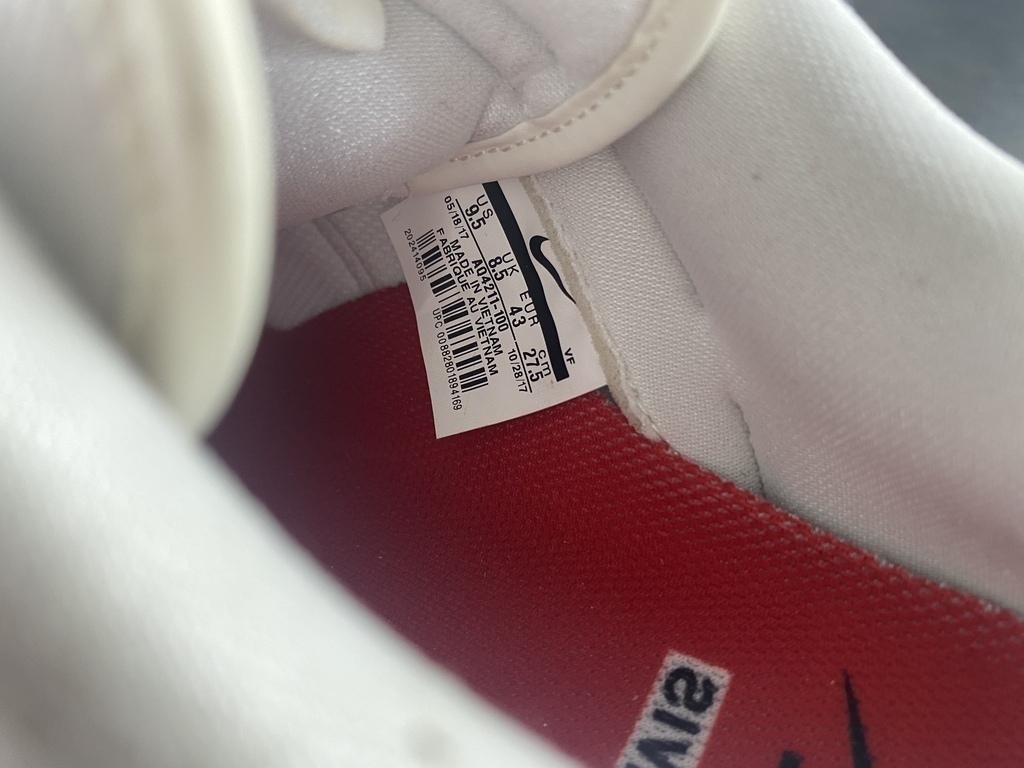 VF
US UK EUR cm
9.5 8.5 43 27.5
05/18/17 AO4211-100 10/28/17
MADE IN VIETNAM
FABRIQUE AU VIETNAM
202414095 UPC 00882801894169